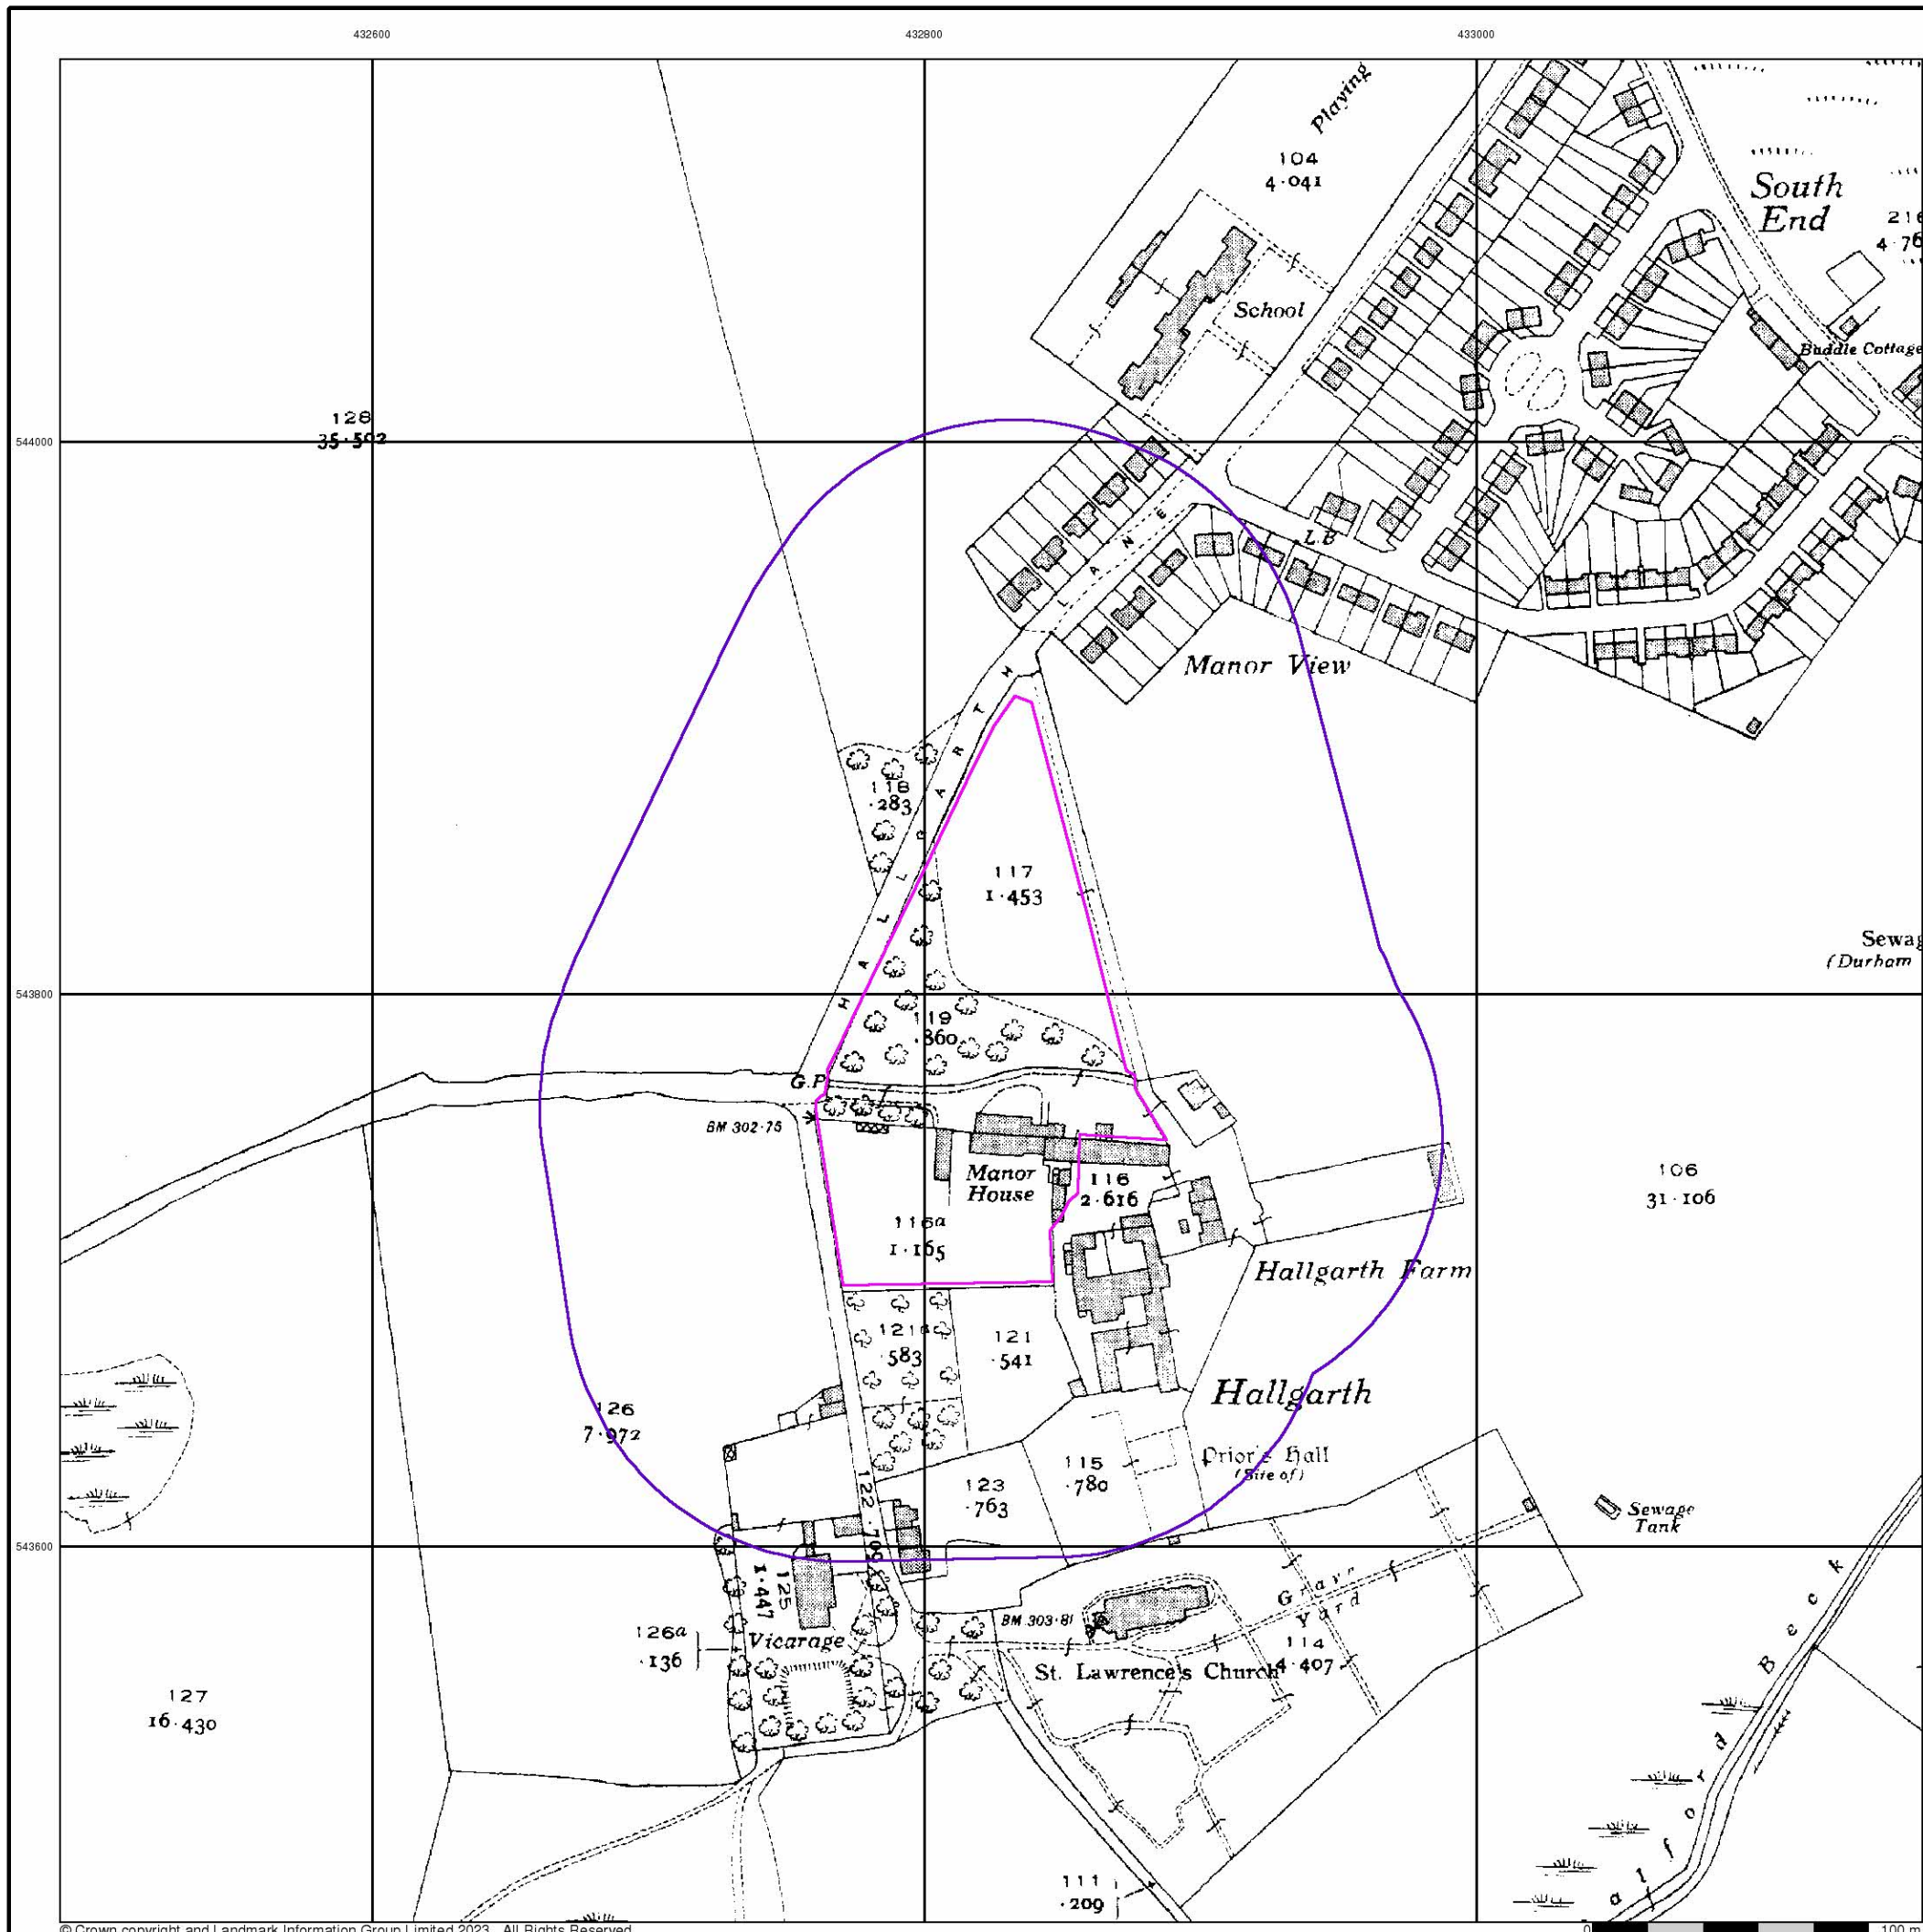 432600
432800
433000
Playing
104
4·041
South
End
216
4·76
School
Buddle Cottage
128
35·502
544000
L.B
HALLGARTH LANE
Manor View
118
·283
117
1·453
Sewag
(Durham
543800
119
·860
G.P
BM 302·75
Manor
House
116
2·616
106
31·106
116a
1·165
Hallgarth Farm
121a
·583
121
·541
Hallgarth
126
7·972
Prior's Hall
(Site of)
115
·780
123
·763
Sewage
Tank
122 ·709
543600
125
1·447
Grave
Yard
BM 303·81
Vicarage
126a
·136
114
4·407
St. Lawrence's Church
127
16·430
alford Beck
111
·209
© Crown copyright and Landmark Information Group Limited 2023. All Rights Reserved.
0
100 m